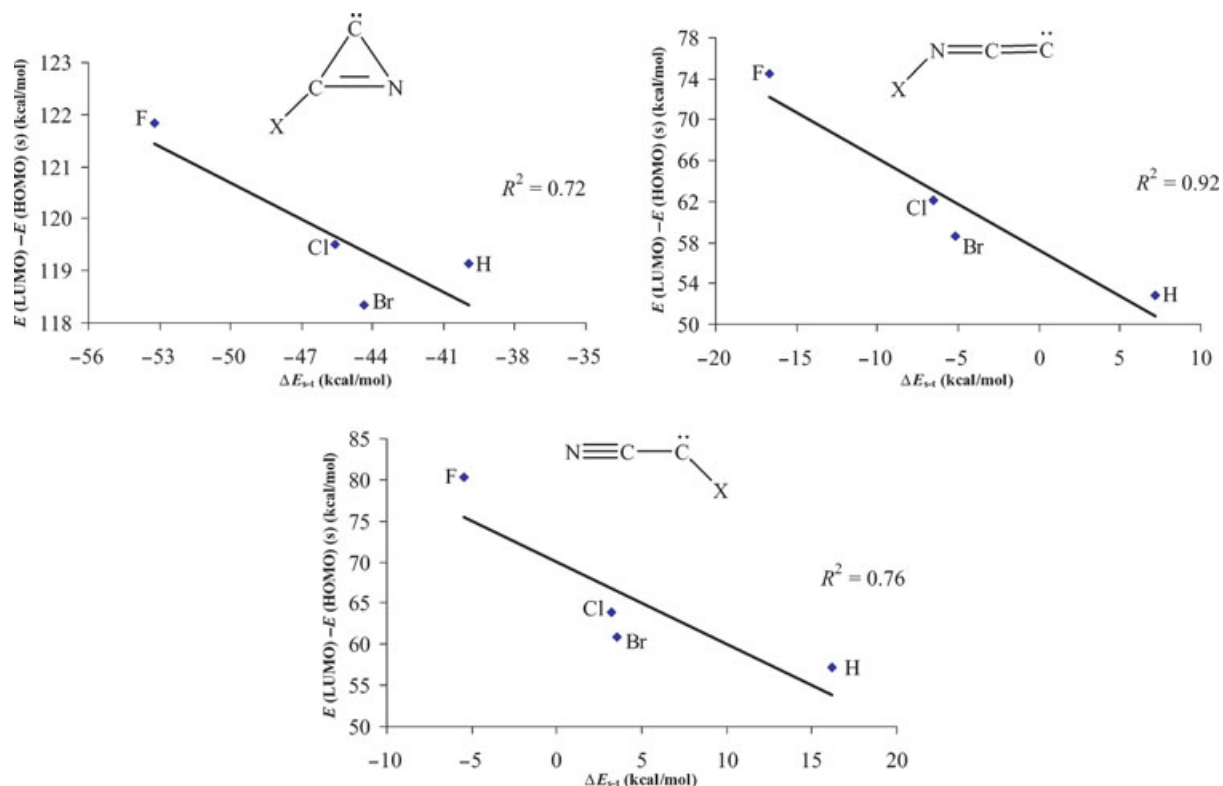 E (LUMO) –E (HOMO) (s) (kcal/mol)
123
122
121
120
119
118
C̈
C
N
X
F
Cl
Br
H
R² = 0.72
–56
–53
–50
–47
–44
–41
–38
–35
ΔEs-t (kcal/mol)
E (LUMO) –E (HOMO) (s) (kcal/mol)
78
74
70
66
62
58
54
50
N
C
C̈
X
F
Cl
Br
H
R² = 0.92
–20
–15
–10
–5
0
5
10
ΔEs-t (kcal/mol)
E (LUMO) –E (HOMO) (s) (kcal/mol)
85
80
75
70
65
60
55
50
N
C
C̈
X
F
Cl
Br
H
R² = 0.76
–10
–5
0
5
10
15
20
ΔEs-t (kcal/mol)